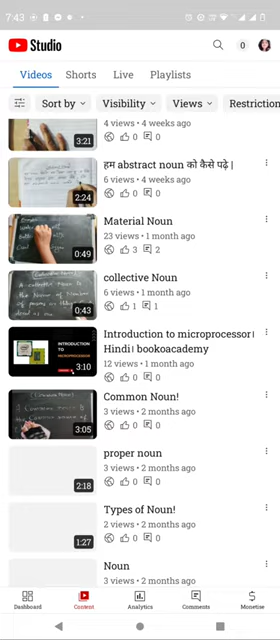 7:43
Studio
0
Videos Shorts Live Playlists
Sort by Visibility Views Restriction
4 views • 4 weeks ago
0 0
3:21
हम abstract noun को कैसे पढ़े |
6 views • 4 weeks ago
0 0
2:24
Material Noun
23 views • 1 month ago
3 2
0:49
collective Noun
6 views • 1 month ago
1 1
0:43
Introduction to microprocessor।
Hindi। bookoacademy
12 views • 1 month ago
0 0
INTRODUCTION
TO
MICROPROCESSOR
3:10
Common Noun!
3 views • 2 months ago
0 0
3:05
proper noun
3 views • 2 months ago
0 0
2:18
Types of Noun!
2 views • 2 months ago
0 0
1:27
Noun
3 views • 2 months ago
Dashboard Content Analytics Comments Monetise